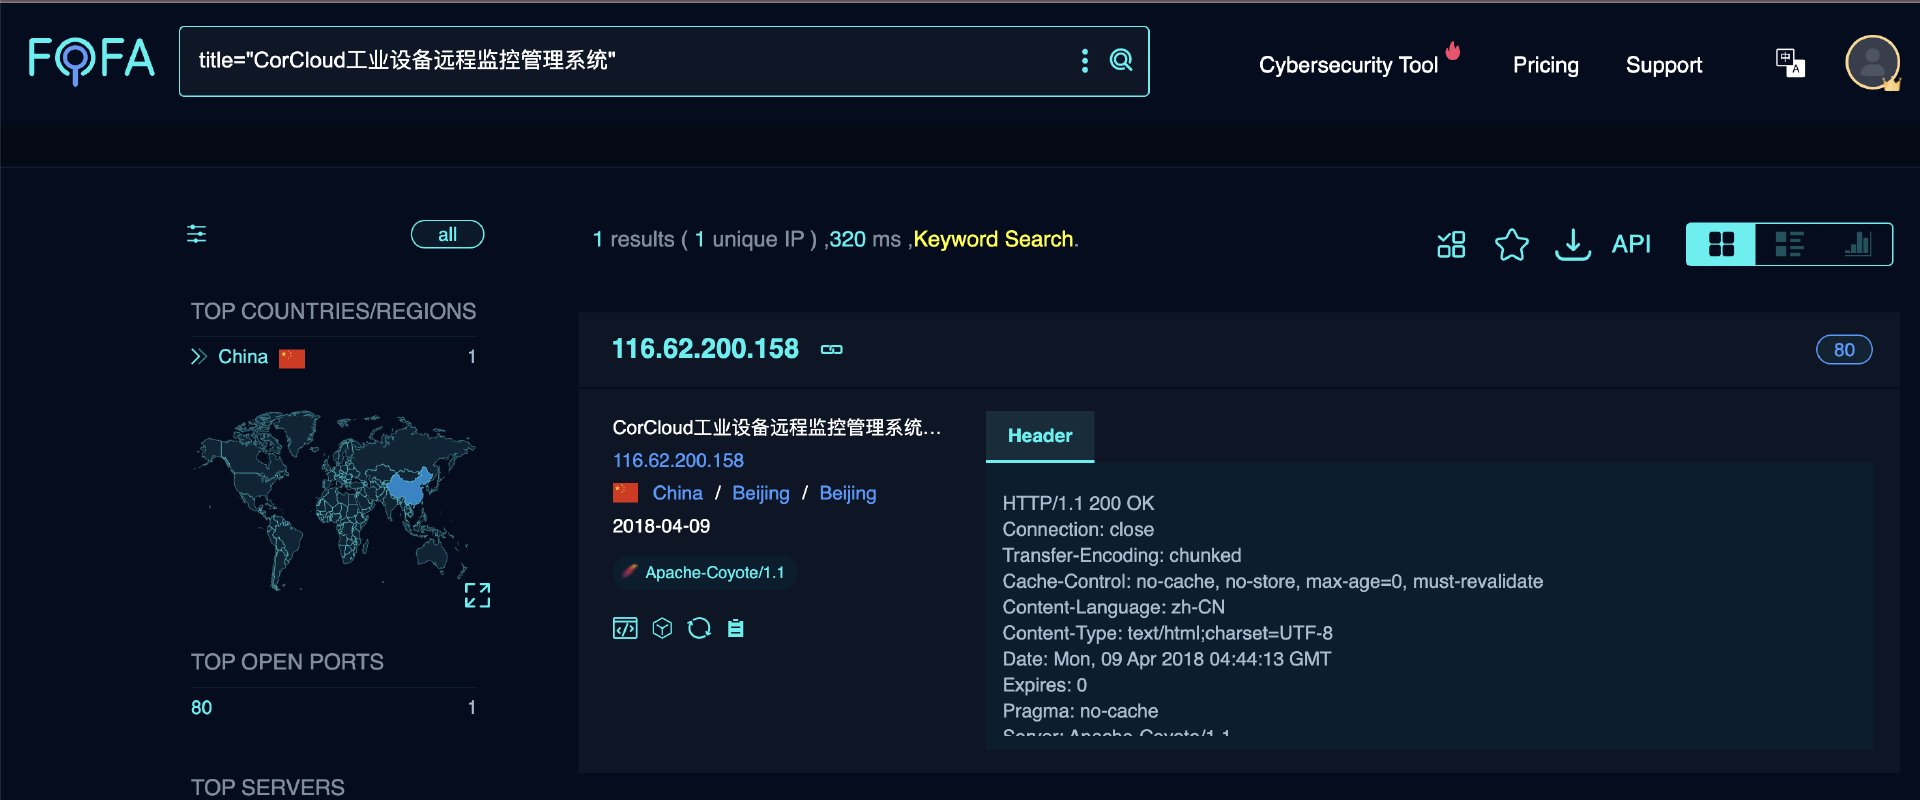 FOFA
title="CorCloud工业设备远程监控管理系统"
Cybersecurity Tool
Pricing
Support
中 A
all
1 results ( 1 unique IP ) ,320 ms ,Keyword Search.
API
TOP COUNTRIES/REGIONS
China 1
TOP OPEN PORTS
80 1
TOP SERVERS
116.62.200.158
80
CorCloud工业设备远程监控管理系统...
116.62.200.158
China / Beijing / Beijing
2018-04-09
Apache-Coyote/1.1
Header
HTTP/1.1 200 OK
Connection: close
Transfer-Encoding: chunked
Cache-Control: no-cache, no-store, max-age=0, must-revalidate
Content-Language: zh-CN
Content-Type: text/html;charset=UTF-8
Date: Mon, 09 Apr 2018 04:44:13 GMT
Expires: 0
Pragma: no-cache
Server: Apache-Coyote/1.1